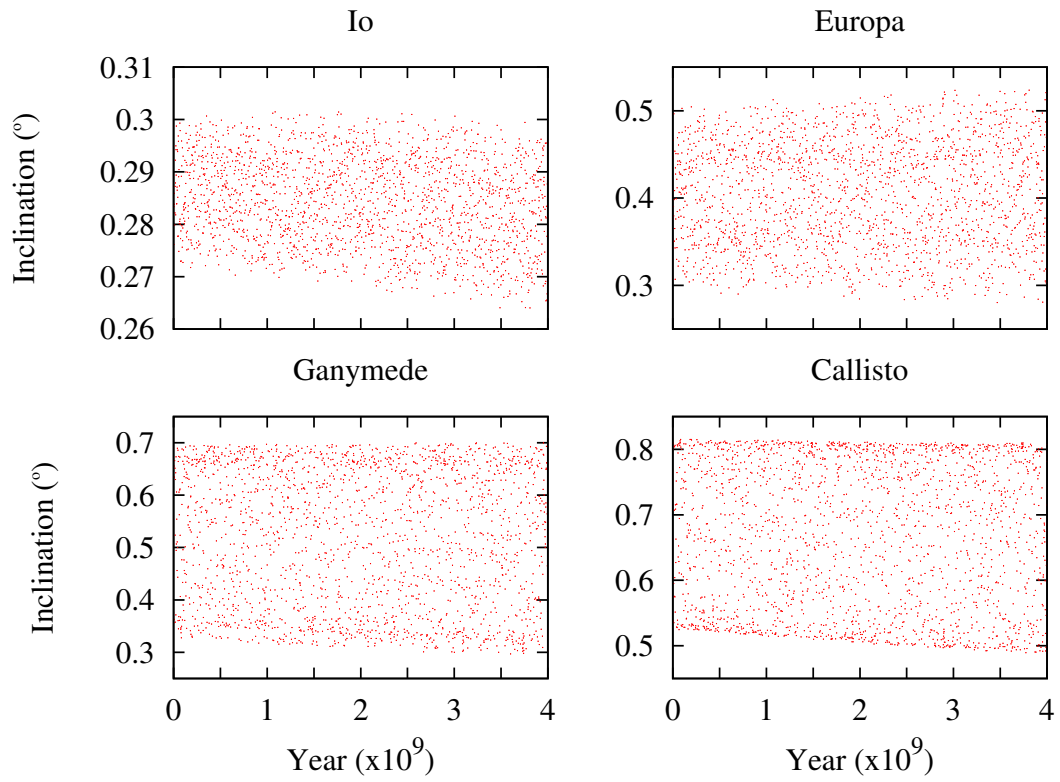 Io
Europa
Inclination (°)
0.31
0.3
0.29
0.28
0.27
0.26
0.5
0.4
0.3
Ganymede
Callisto
Inclination (°)
0.7
0.6
0.5
0.4
0.3
0.8
0.7
0.6
0.5
0 1 2 3 4
0 1 2 3 4
Year (x10⁹)
Year (x10⁹)